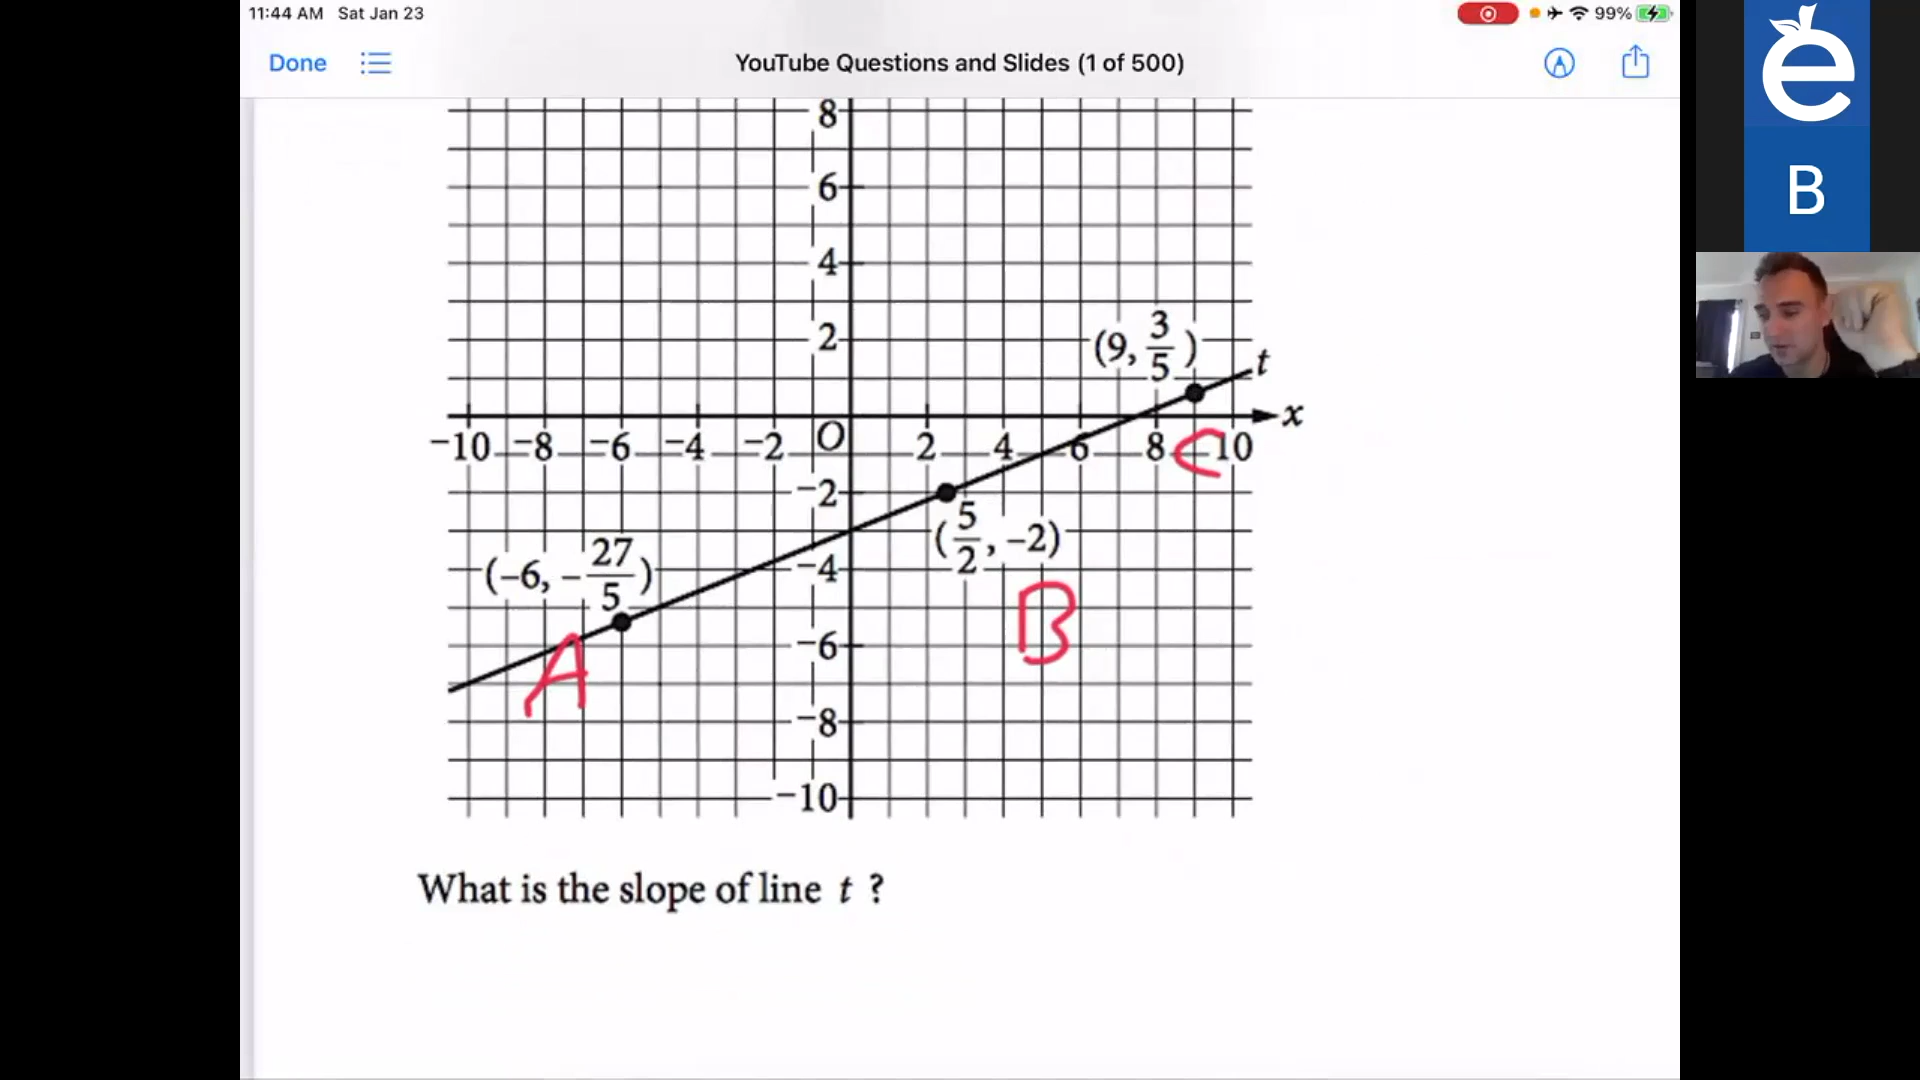 11:44 AM Sat Jan 23
99%
Done
YouTube Questions and Slides (1 of 500)
e
B
8
6
4
2
(9, 3/5)
t
x
-10 -8 -6 -4 -2 O 2 4 6 8 10
C
-2
(5/2, -2)
(-6, -27/5)
-4
B
-6
A
-8
-10
What is the slope of line t ?